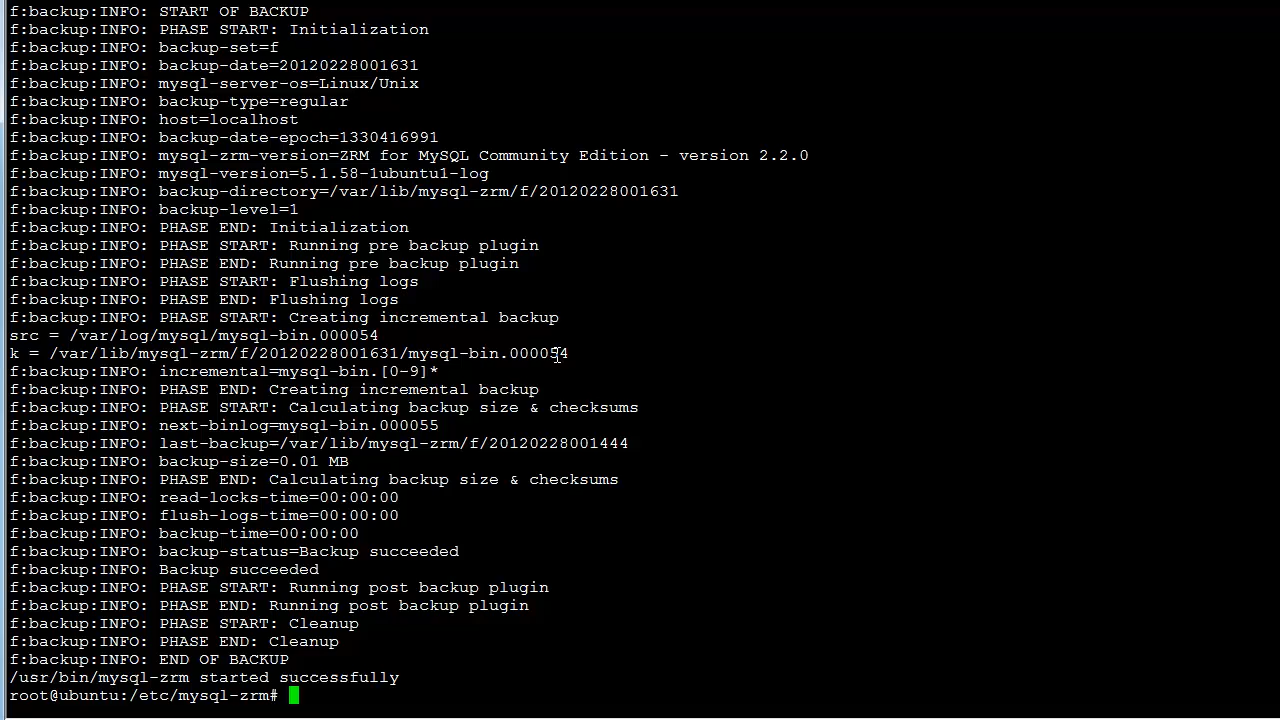 f:backup:INFO: START OF BACKUP
f:backup:INFO: PHASE START: Initialization
f:backup:INFO: backup-set=f
f:backup:INFO: backup-date=20120228001631
f:backup:INFO: mysql-server-os=Linux/Unix
f:backup:INFO: backup-type=regular
f:backup:INFO: host=localhost
f:backup:INFO: backup-date-epoch=1330416991
f:backup:INFO: mysql-zrm-version=ZRM for MySQL Community Edition - version 2.2.0
f:backup:INFO: mysql-version=5.1.58-1ubuntu1-log
f:backup:INFO: backup-directory=/var/lib/mysql-zrm/f/20120228001631
f:backup:INFO: backup-level=1
f:backup:INFO: PHASE END: Initialization
f:backup:INFO: PHASE START: Running pre backup plugin
f:backup:INFO: PHASE END: Running pre backup plugin
f:backup:INFO: PHASE START: Flushing logs
f:backup:INFO: PHASE END: Flushing logs
f:backup:INFO: PHASE START: Creating incremental backup
src = /var/log/mysql/mysql-bin.000054
k = /var/lib/mysql-zrm/f/20120228001631/mysql-bin.000054
f:backup:INFO: incremental=mysql-bin.[0-9]*
f:backup:INFO: PHASE END: Creating incremental backup
f:backup:INFO: PHASE START: Calculating backup size & checksums
f:backup:INFO: next-binlog=mysql-bin.000055
f:backup:INFO: last-backup=/var/lib/mysql-zrm/f/20120228001444
f:backup:INFO: backup-size=0.01 MB
f:backup:INFO: PHASE END: Calculating backup size & checksums
f:backup:INFO: read-locks-time=00:00:00
f:backup:INFO: flush-logs-time=00:00:00
f:backup:INFO: backup-time=00:00:00
f:backup:INFO: backup-status=Backup succeeded
f:backup:INFO: Backup succeeded
f:backup:INFO: PHASE START: Running post backup plugin
f:backup:INFO: PHASE END: Running post backup plugin
f:backup:INFO: PHASE START: Cleanup
f:backup:INFO: PHASE END: Cleanup
f:backup:INFO: END OF BACKUP
/usr/bin/mysql-zrm started successfully
root@ubuntu:/etc/mysql-zrm#